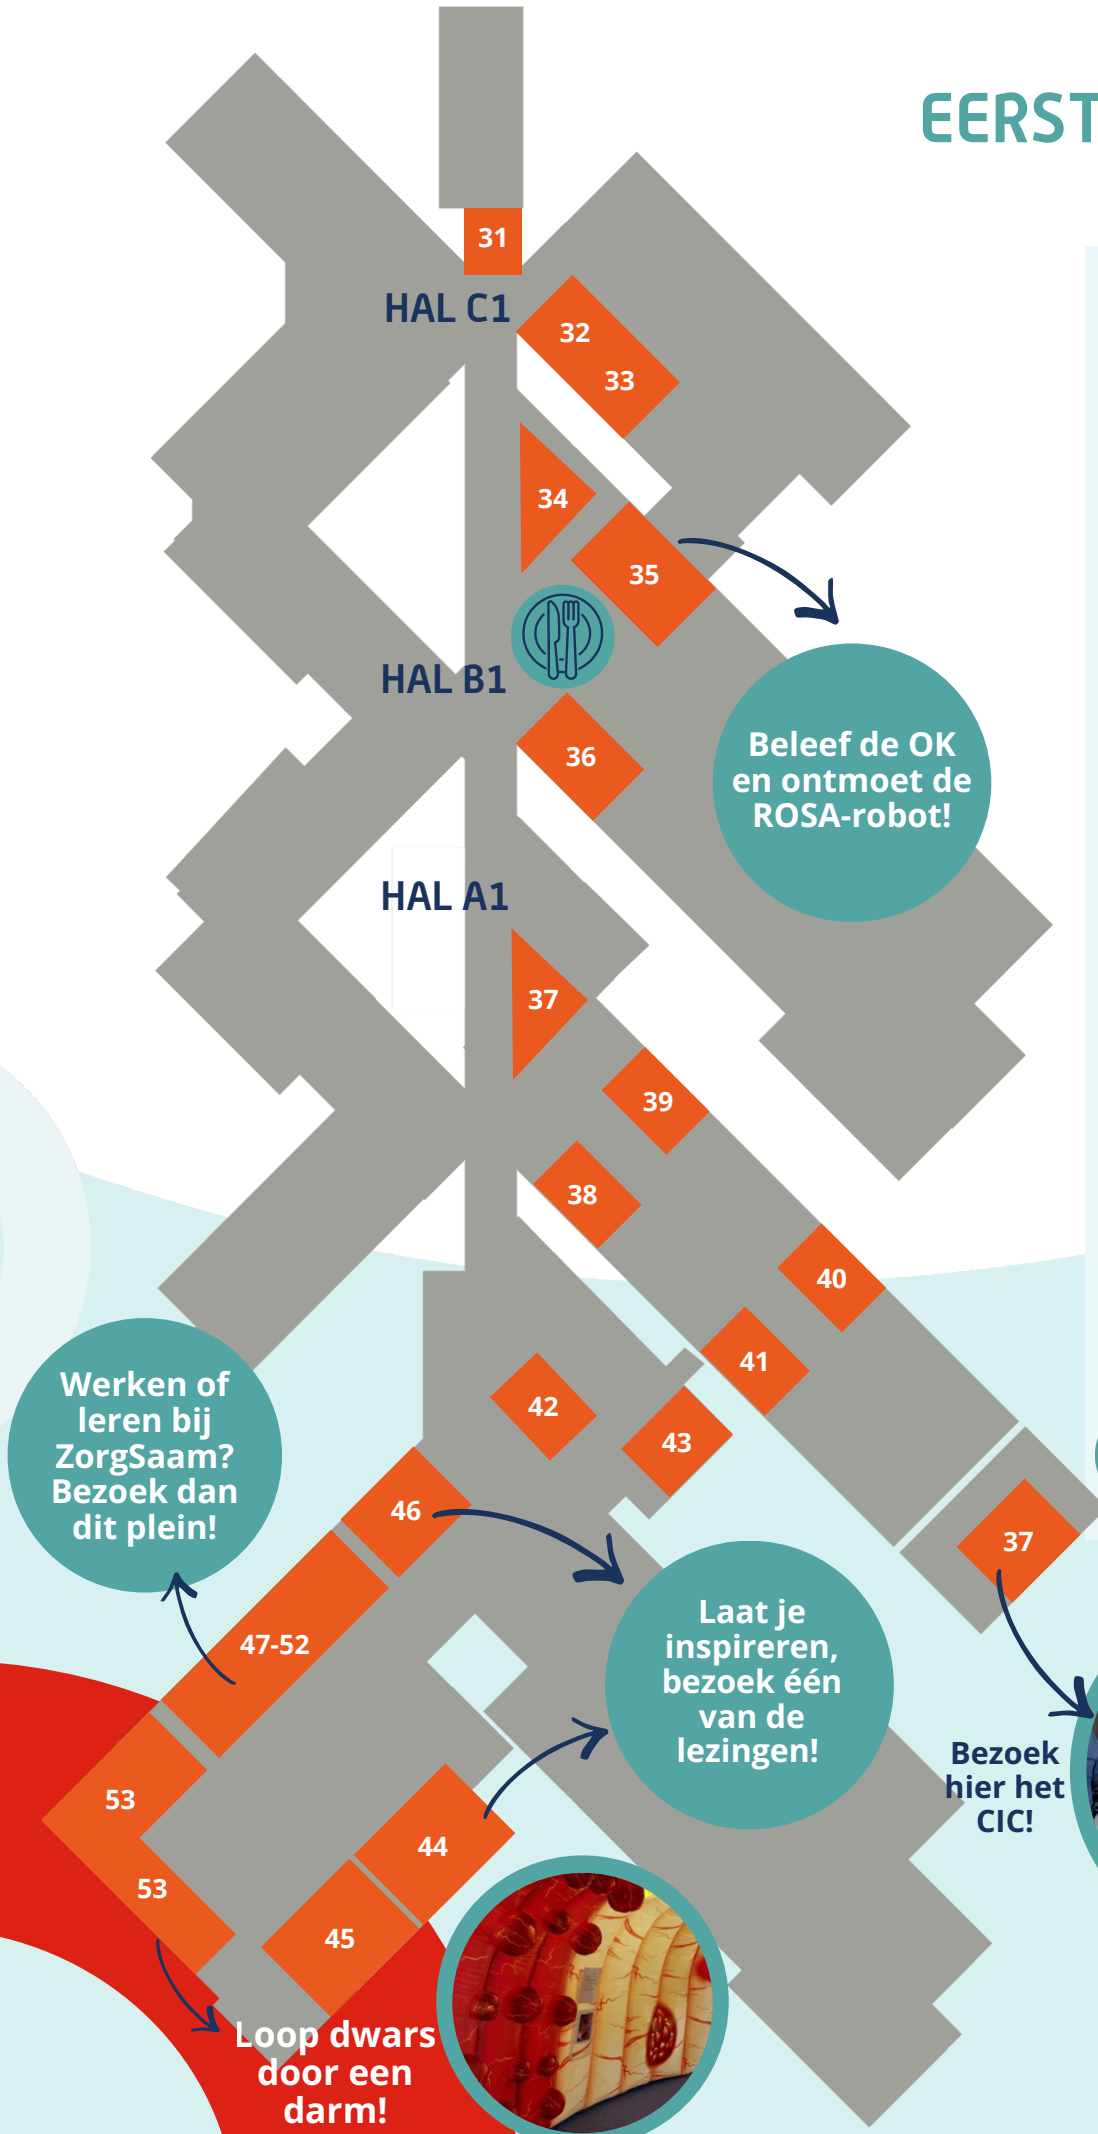 EERST
31
HAL C1
32
33
34
35
HAL B1
36
Beleef de OK
en ontmoet de
ROSA-robot!
HAL A1
37
39
38
40
41
42
43
Werken of
leren bij
ZorgSaam?
Bezoek dan
dit plein!
46
37
47-52
Laat je
inspireren,
bezoek één
van de
lezingen!
Bezoek
hier het
CIC!
53
44
53
45
Loop dwars
door een
darm!